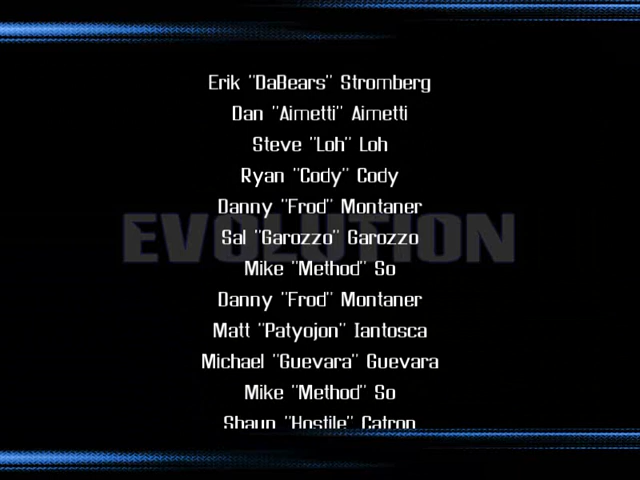 Erik "DaBears" Stromberg
Dan "Aimetti" Aimetti
Steve "Loh" Loh
Ryan "Cody" Cody
Danny "Frod" Montaner
EVOLUTION
Sal "Garozzo" Garozzo
Mike "Method" So
Danny "Frod" Montaner
Matt "Patyojon" Iantosca
Michael "Guevara" Guevara
Mike "Method" So
Shaun "Hostile" Catron